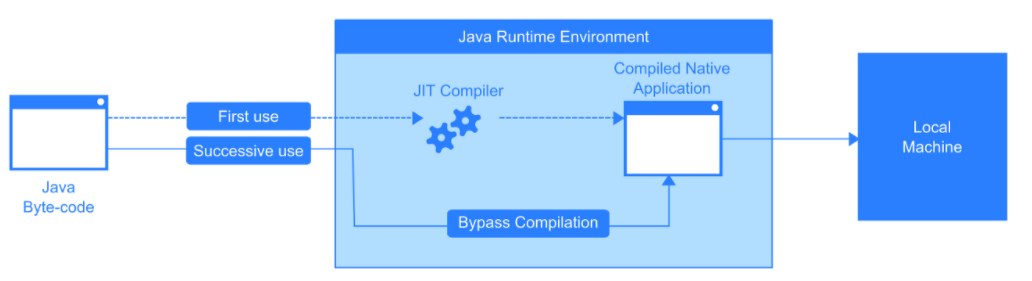 Java Runtime Environment
Compiled Native
Application
JIT Compiler
First use
Successive use
Java
Byte-code
Bypass Compilation
Local
Machine